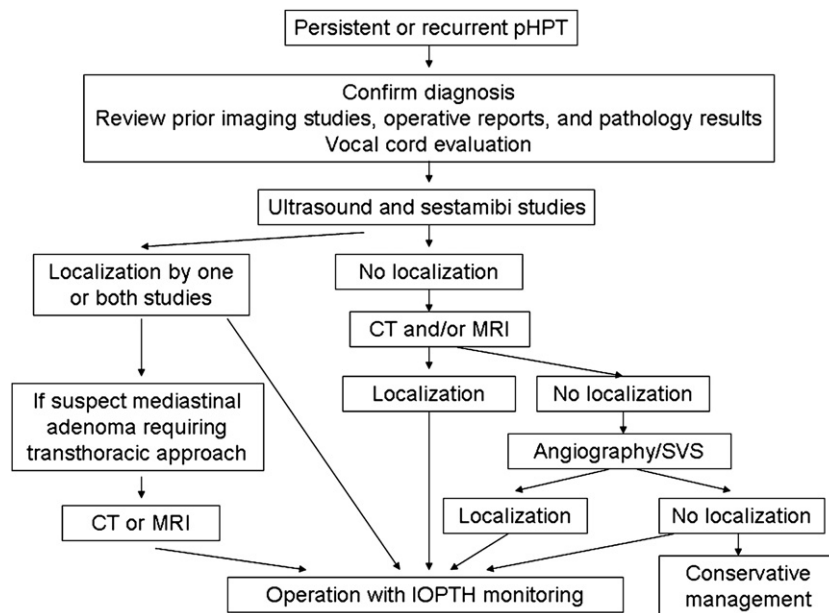 Persistent or recurrent pHPT
Confirm diagnosis
Review prior imaging studies, operative reports, and pathology results
Vocal cord evaluation
Ultrasound and sestamibi studies
Localization by one
or both studies
No localization
CT and/or MRI
If suspect mediastinal
adenoma requiring
transthoracic approach
Localization
No localization
Angiography/SVS
CT or MRI
Localization
No localization
Operation with IOPTH monitoring
Conservative
management